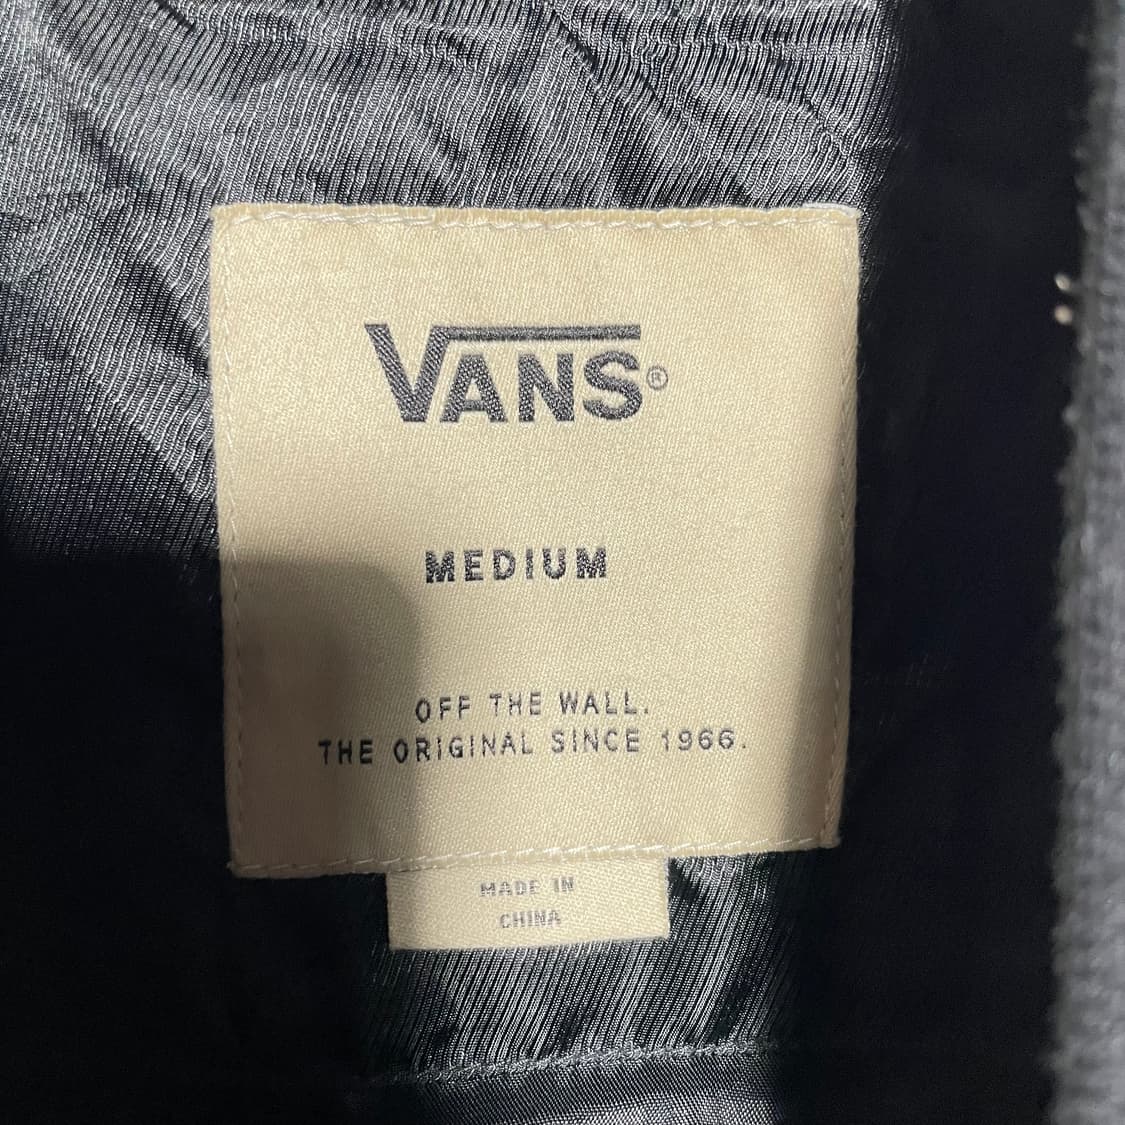 VANS®
MEDIUM
OFF THE WALL.
THE ORIGINAL SINCE 1966.
MADE IN
CHINA